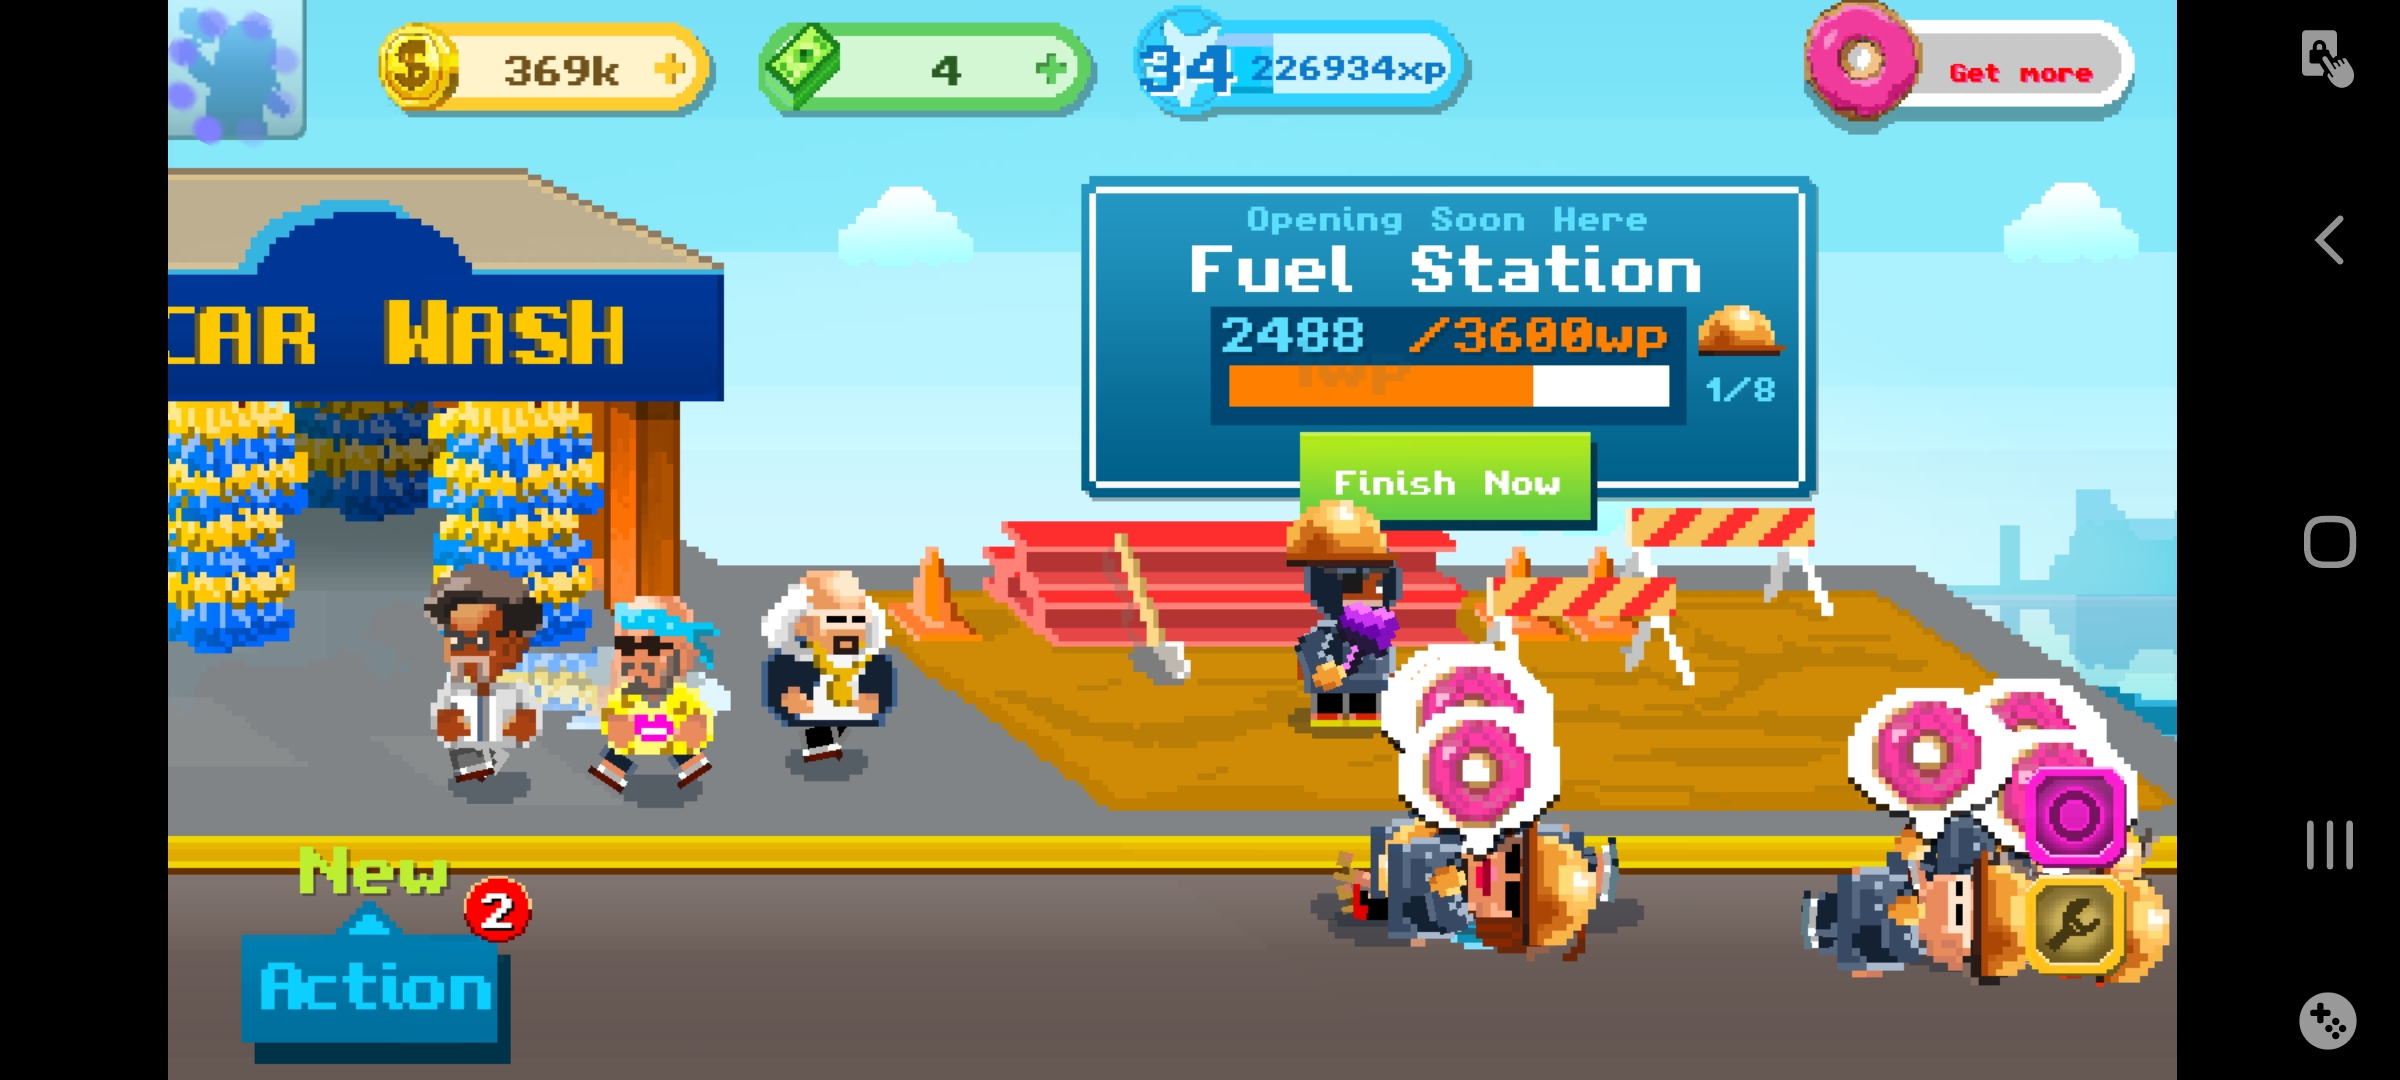 369k +
4 +
34 226934xp
Get more
Opening Soon Here
Fuel Station
2488 /3600wp
1/8
Finish Now
CAR WASH
New
2
Action